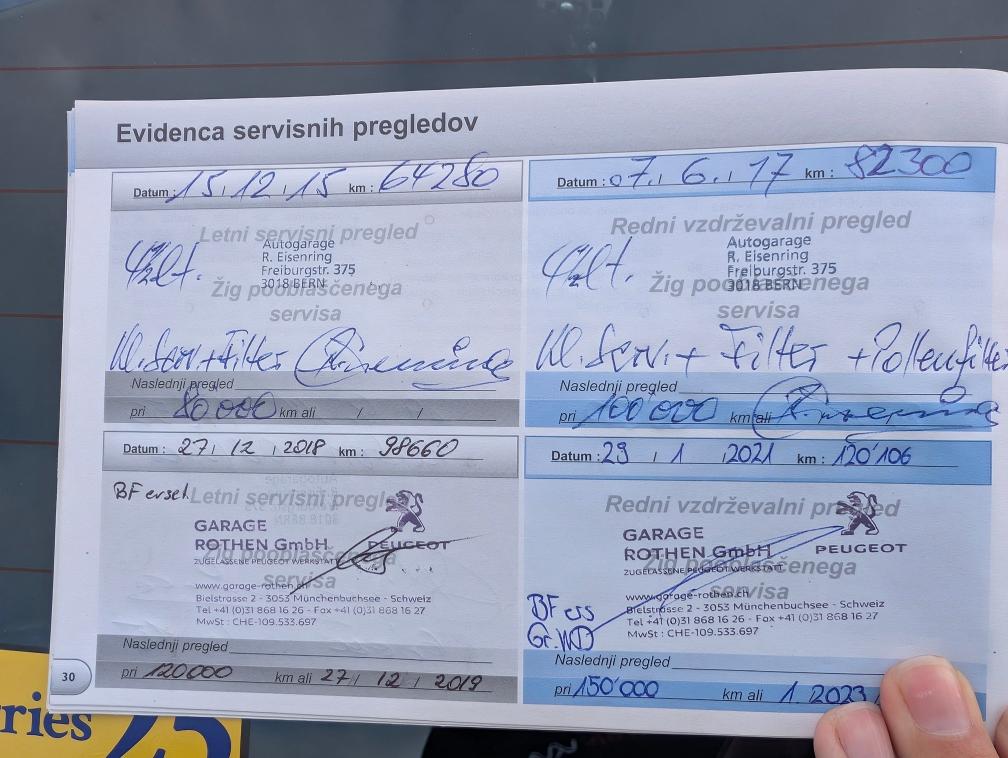 Evidenca servisnih pregledov
Datum : 15, 12, 15 km : 64280
Letni servisni pregled
Autogarage
R. Eisenring
Freiburgstr. 375
3018 BERN
Žig pooblaščenega
servisa
Kl. Serv. + Filter
Naslednji pregled
pri 80 000 km ali / /
Datum : 07., 6., 17 km : 82300
Redni vzdrževalni pregled
Autogarage
R. Eisenring
Freiburgstr. 375
3018 BERN
Žig pooblaščenega
servisa
Kl. Serv. + Filter + Pollenfilter
Naslednji pregled
pri 100'000 km ali
Datum : 27, 12, 2018 km : 98660
BF erset.
Letni servisni pregled
GARAGE
ROTHEN GmbH
PEUGEOT
ZUGELASSENE PEUGEOT WERKSTATT
Žig pooblaščenega
servisa
www.garage-rothen.ch
Bielstrasse 2 - 3053 Münchenbuchsee - Schweiz
Tel +41 (0)31 868 16 26 - Fax +41 (0)31 868 16 27
MwSt : CHE-109.533.697
Naslednji pregled
pri 120000 km ali 27 / 12 / 2019
Datum : 29 , 1 , 2021 km : 120'106
Redni vzdrževalni pregled
GARAGE
ROTHEN GmbH
PEUGEOT
ZUGELASSENE PEUGEOT WERKSTATT
Žig pooblaščenega
servisa
www.garage-rothen.ch
Bielstrasse 2 - 3053 Münchenbuchsee - Schweiz
Tel +41 (0)31 868 16 26 - Fax +41 (0)31 868 16 27
MwSt : CHE-109.533.697
BF ers
Gr. WD
Naslednji pregled
pri 150'000 km ali 1. 2023
30
ries 25